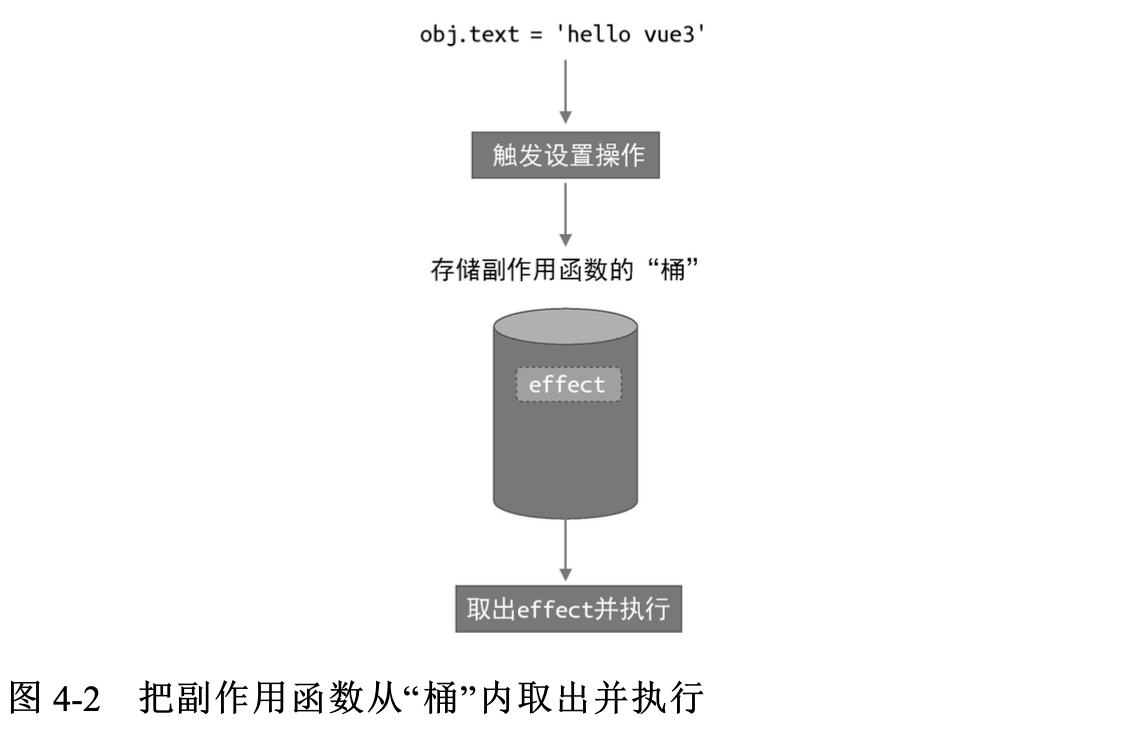 obj.text = 'hello vue3'
触发设置操作
存储副作用函数的“桶”
effect
取出effect并执行
图 4-2 把副作用函数从“桶”内取出并执行